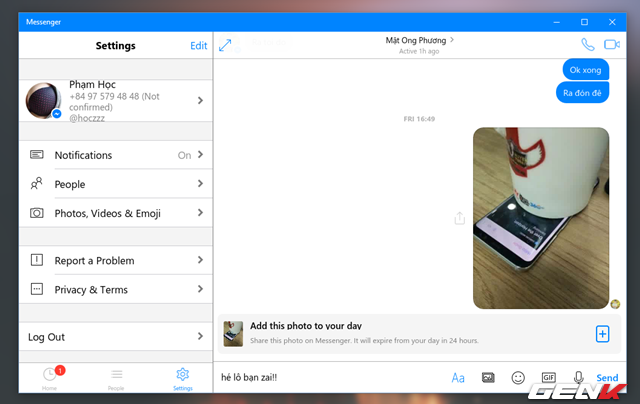 Messenger
Settings
Edit
Phạm Học
+84 97 579 48 48 (Not
confirmed)
@hoczzz
Notifications
On
People
Photos, Videos & Emoji
Report a Problem
Privacy & Terms
Log Out
1
Home
People
Settings
Mật Ong Phương
Active 1h ago
Ok xong
Ra đón đê
FRI 16:49
Add this photo to your day
Share this photo on Messenger. It will expire from your day in 24 hours.
hé lô bạn zai!!
Aa
GIF
Send
GENK